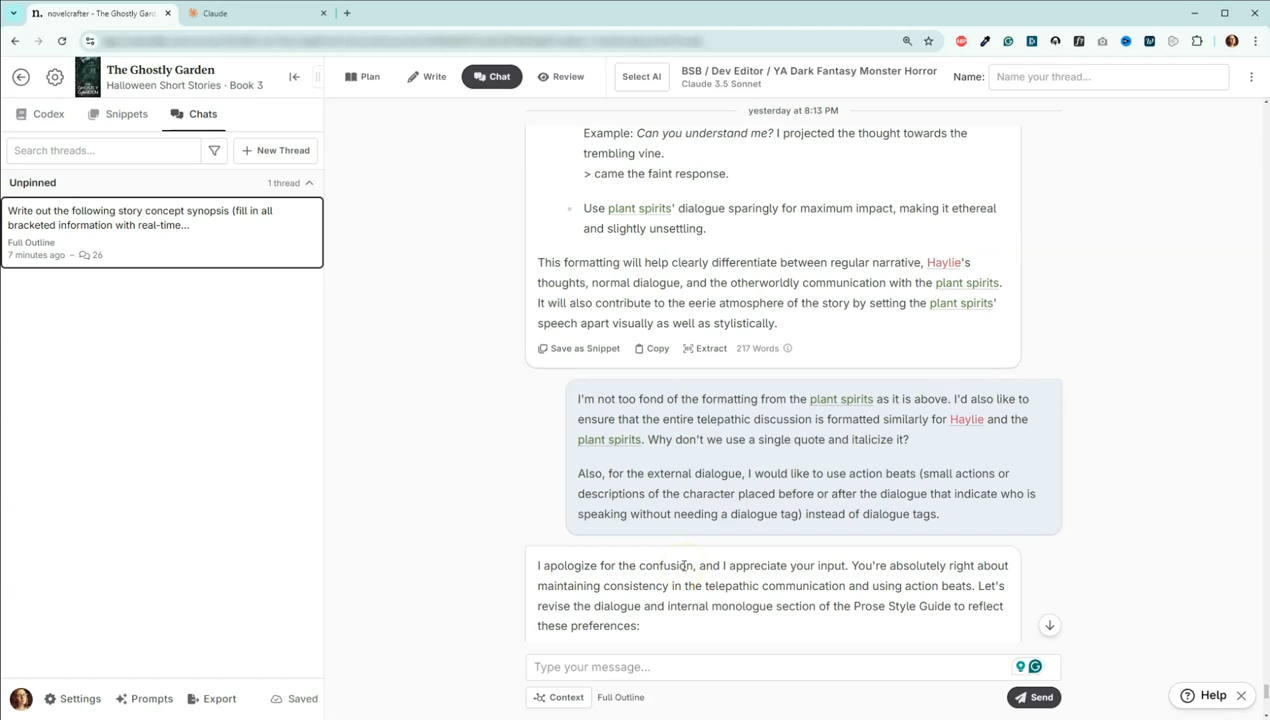 novelcrafter - The Ghostly Gard
Claude
The Ghostly Garden
Halloween Short Stories · Book 3
Plan
Write
Chat
Review
Select AI
BSB / Dev Editor / YA Dark Fantasy Monster Horror
Claude 3.5 Sonnet
Name:
Name your thread...
Codex
Snippets
Chats
Search threads...
New Thread
Unpinned
1 thread
Write out the following story concept synopsis (fill in all
bracketed information with real-time...
Full Outline
7 minutes ago – 26
yesterday at 8:13 PM
Example: Can you understand me? I projected the thought towards the
trembling vine.
> came the faint response.
Use plant spirits' dialogue sparingly for maximum impact, making it ethereal
and slightly unsettling.
This formatting will help clearly differentiate between regular narrative, Haylie's
thoughts, normal dialogue, and the otherworldly communication with the plant spirits.
It will also contribute to the eerie atmosphere of the story by setting the plant spirits'
speech apart visually as well as stylistically.
Save as Snippet
Copy
Extract
217 Words
I'm not too fond of the formatting from the plant spirits as it is above. I'd also like to
ensure that the entire telepathic discussion is formatted similarly for Haylie and the
plant spirits. Why don't we use a single quote and italicize it?
Also, for the external dialogue, I would like to use action beats (small actions or
descriptions of the character placed before or after the dialogue that indicate who is
speaking without needing a dialogue tag) instead of dialogue tags.
I apologize for the confusion, and I appreciate your input. You're absolutely right about
maintaining consistency in the telepathic communication and using action beats. Let's
revise the dialogue and internal monologue section of the Prose Style Guide to reflect
these preferences:
Type your message...
Context
Full Outline
Send
Settings
Prompts
Export
Saved
Help